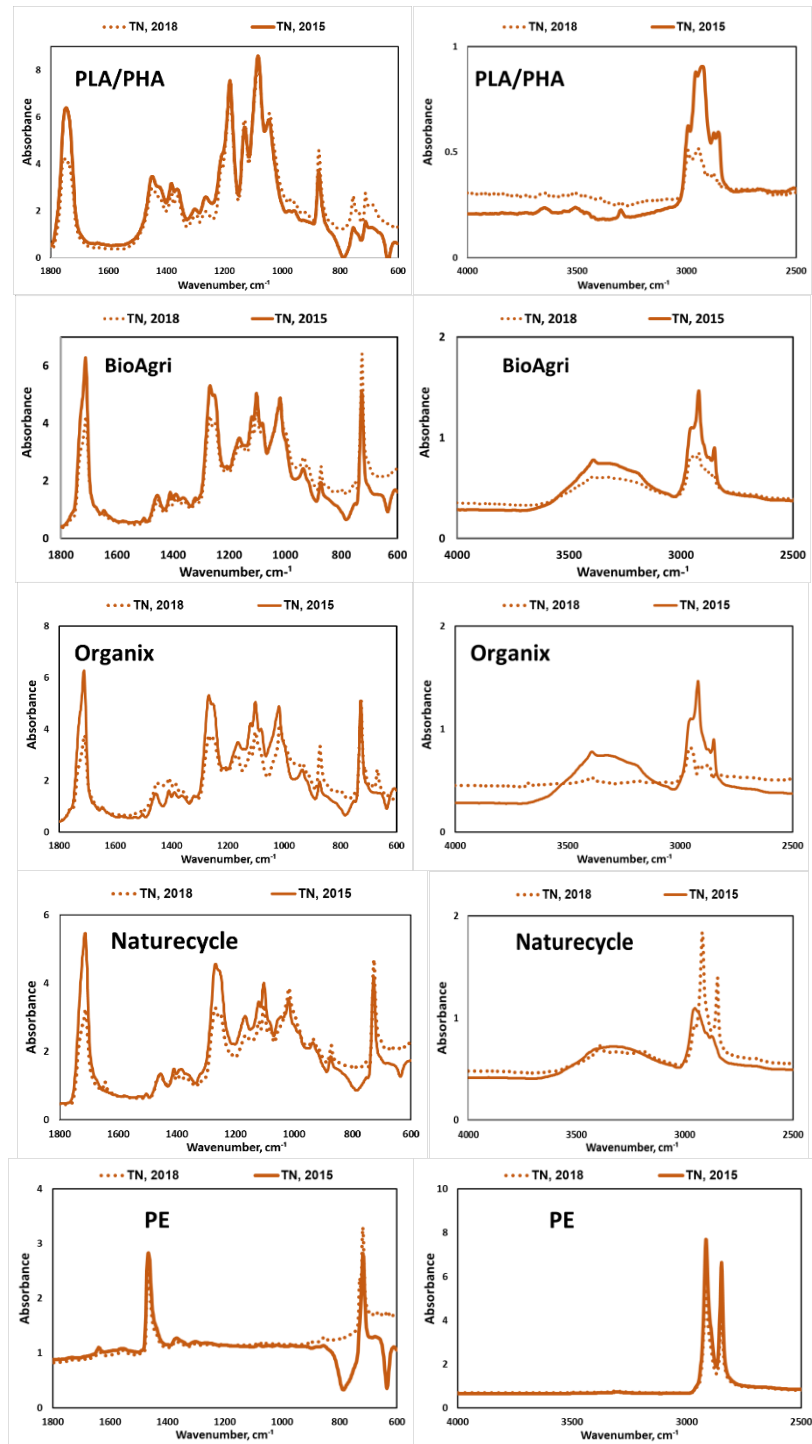 TN, 2018 TN, 2015
PLA/PHA
Absorbance
8
6
4
2
0
1800 1600 1400 1200 1000 800 600
Wavenumber, cm-1
TN, 2018 TN, 2015
PLA/PHA
Absorbance
1
0.5
0
4000 3500 3000 2500
Wavenumber, cm-1
TN, 2018 TN, 2015
BioAgri
Absorbance
6
4
2
0
1800 1600 1400 1200 1000 800 600
Wavenumber, cm-1
TN, 2018 TN, 2015
BioAgri
Absorbance
2
1
0
4000 3500 3000 2500
Wavenumber, cm-1
TN, 2018 TN, 2015
Organix
Absorbance
8
6
4
2
0
1800 1600 1400 1200 1000 800 600
Wavenumber, cm-1
TN, 2018 TN, 2015
Organix
Absorbance
2
1
0
4000 3500 3000 2500
Wavenumber, cm-1
TN, 2018 TN, 2015
Naturecycle
Absorbance
6
4
2
0
1800 1600 1400 1200 1000 800 600
Wavenumber, cm-1
TN, 2018 TN, 2015
Naturecycle
Absorbance
2
1
0
4000 3500 3000 2500
Wavenumber, cm-1
TN, 2018 TN, 2015
PE
Absorbance
4
3
2
1
0
1800 1600 1400 1200 1000 800 600
Wavenumber, cm-1
TN, 2018 TN, 2015
PE
Absorbance
10
8
6
4
2
0
4000 3500 3000 2500
Wavenumber, cm-1